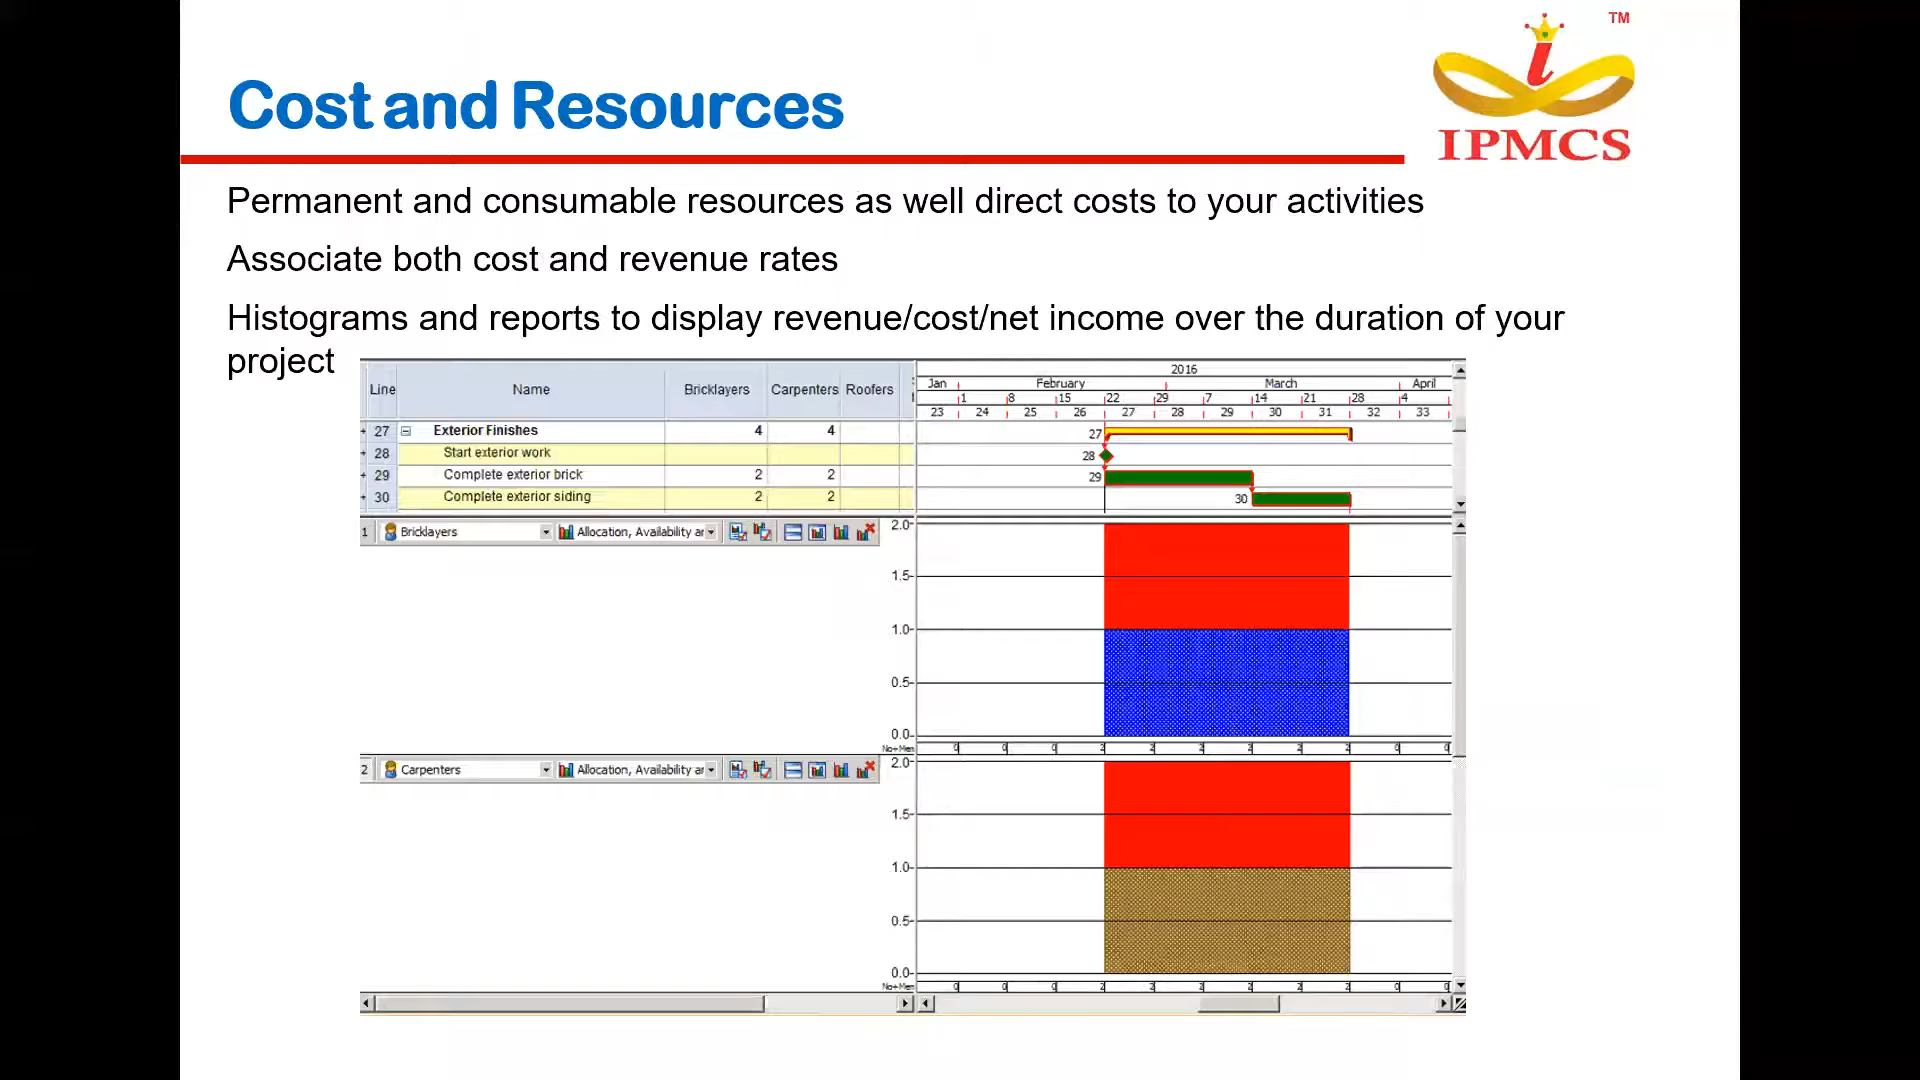 TM
Cost and Resources
IPMCS
Permanent and consumable resources as well direct costs to your activities
Associate both cost and revenue rates
Histograms and reports to display revenue/cost/net income over the duration of your
project
Line Name Bricklayers Carpenters Roofers
2016
Jan February March April
1 8 15 22 29 7 14 21 28 4
23 24 25 26 27 28 29 30 31 32 33
27 Exterior Finishes 4 4 27
28 Start exterior work 28
29 Complete exterior brick 2 2 29
30 Complete exterior siding 2 2 30
1 Bricklayers Allocation, Availability ar 2.0
1.5
1.0
0.5
0.0
2 Carpenters Allocation, Availability ar 2.0
1.5
1.0
0.5
0.0